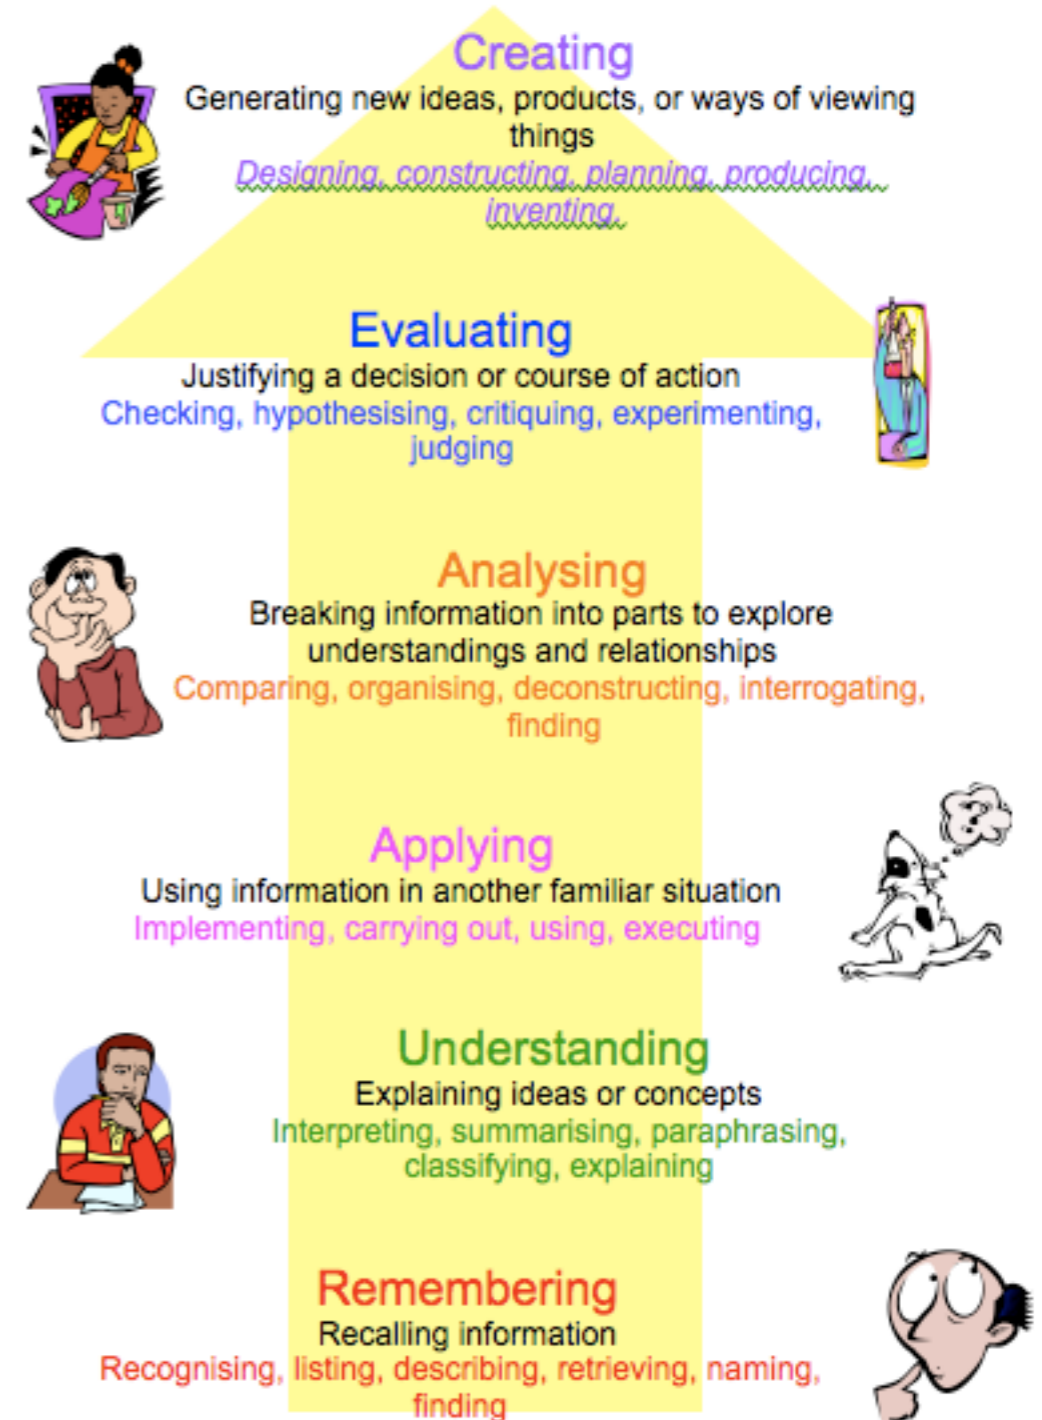 Creating
Generating new ideas, products, or ways of viewing
things
Designing, constructing, planning, producing,
inventing.
Evaluating
Justifying a decision or course of action
Checking, hypothesising, critiquing, experimenting,
judging
Analysing
Breaking information into parts to explore
understandings and relationships
Comparing, organising, deconstructing, interrogating,
finding
?
Applying
Using information in another familiar situation
Implementing, carrying out, using, executing
Understanding
Explaining ideas or concepts
Interpreting, summarising, paraphrasing,
classifying, explaining
Remembering
Recalling information
Recognising, listing, describing, retrieving, naming,
finding